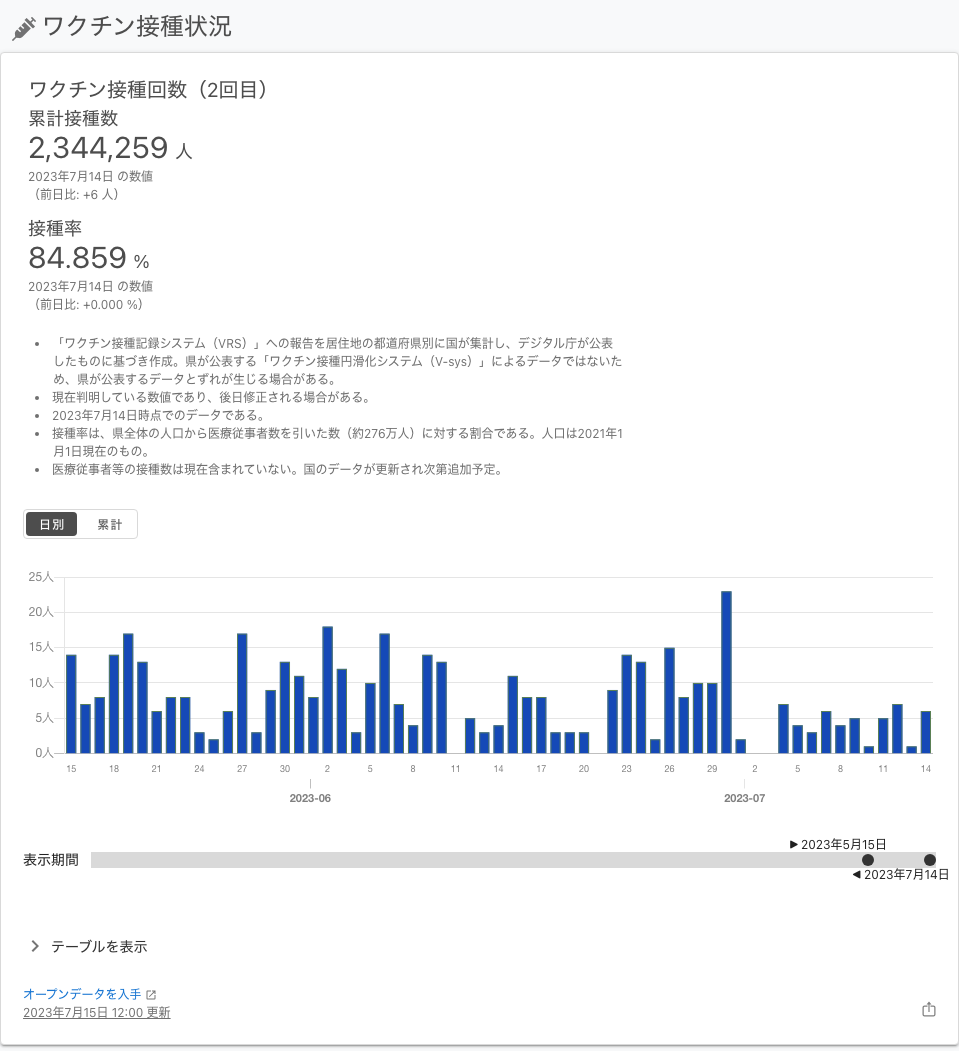 ワクチン接種状況
ワクチン接種回数（2回目）
累計接種数
2,344,259 人
2023年7月14日 の数値
（前日比: +6 人）
接種率
84.859 %
2023年7月14日 の数値
（前日比: +0.000 %）
• 「ワクチン接種記録システム（VRS）」への報告を居住地の都道府県別に国が集計し、デジタル庁が公表
したものに基づき作成。県が公表する「ワクチン接種円滑化システム（V-sys）」によるデータではないた
め、県が公表するデータとずれが生じる場合がある。
• 現在判明している数値であり、後日修正される場合がある。
• 2023年7月14日時点でのデータである。
• 接種率は、県全体の人口から医療従事者数を引いた数（約276万人）に対する割合である。人口は2021年1
月1日現在のもの。
• 医療従事者等の接種数は現在含まれていない。国のデータが更新され次第追加予定。
日別 累計
25人
20人
15人
10人
5人
0人
15 18 21 24 27 30 2 5 8 11 14 17 20 23 26 29 2 5 8 11 14
2023-06 2023-07
▶ 2023年5月15日
表示期間
◀ 2023年7月14日
テーブルを表示
オープンデータを入手
2023年7月15日 12:00 更新